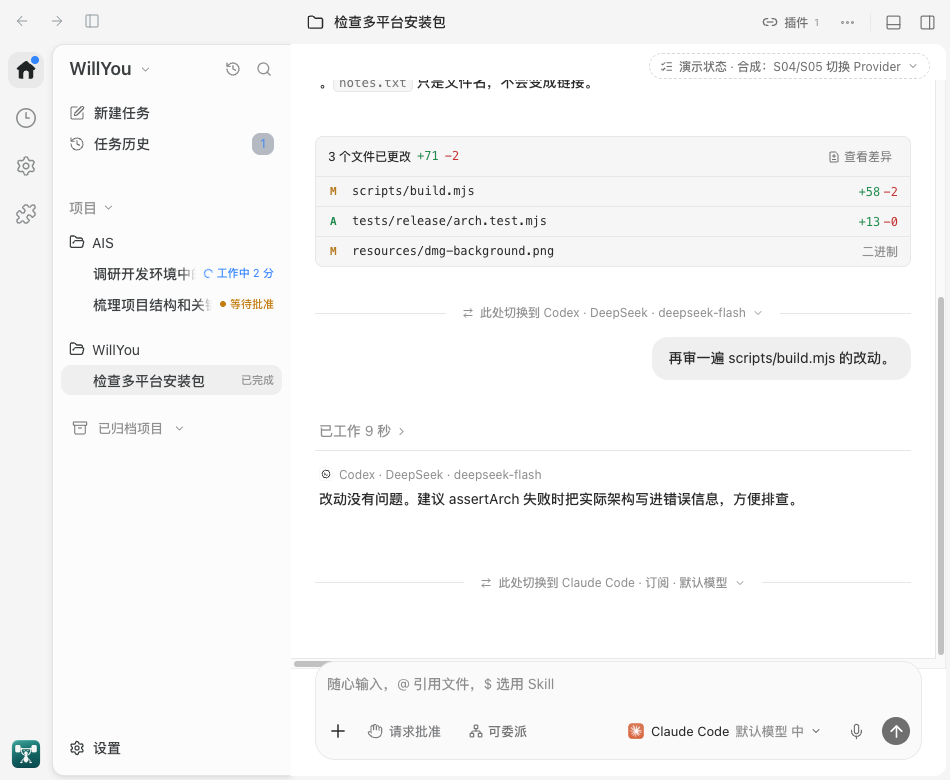 检查多平台安装包
插件 1
演示状态 · 合成：S04/S05 切换 Provider
WillYou
新建任务
任务历史 1
项目
AIS
调研开发环境中 工作中 2 分
梳理项目结构和关 等待批准
WillYou
检查多平台安装包 已完成
已归档项目
设置
。notes.txt 只是文件名，不会变成链接。
3 个文件已更改 +71 −2 查看差异
M scripts/build.mjs +58 −2
A tests/release/arch.test.mjs +13 −0
M resources/dmg-background.png 二进制
此处切换到 Codex · DeepSeek · deepseek-flash
再审一遍 scripts/build.mjs 的改动。
已工作 9 秒
Codex · DeepSeek · deepseek-flash
改动没有问题。建议 assertArch 失败时把实际架构写进错误信息，方便排查。
此处切换到 Claude Code · 订阅 · 默认模型
随心输入，@ 引用文件，$ 选用 Skill
请求批准 可委派 Claude Code 默认模型 中